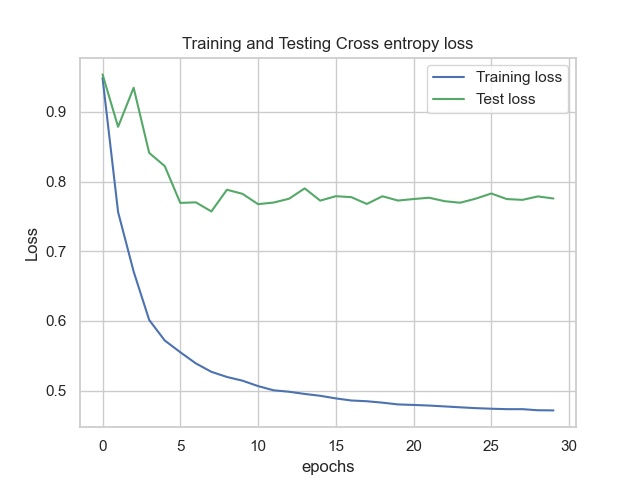 Training and Testing Cross entropy loss
Training loss
Test loss
0.9
0.8
0.7
0.6
0.5
Loss
0 5 10 15 20 25 30
epochs